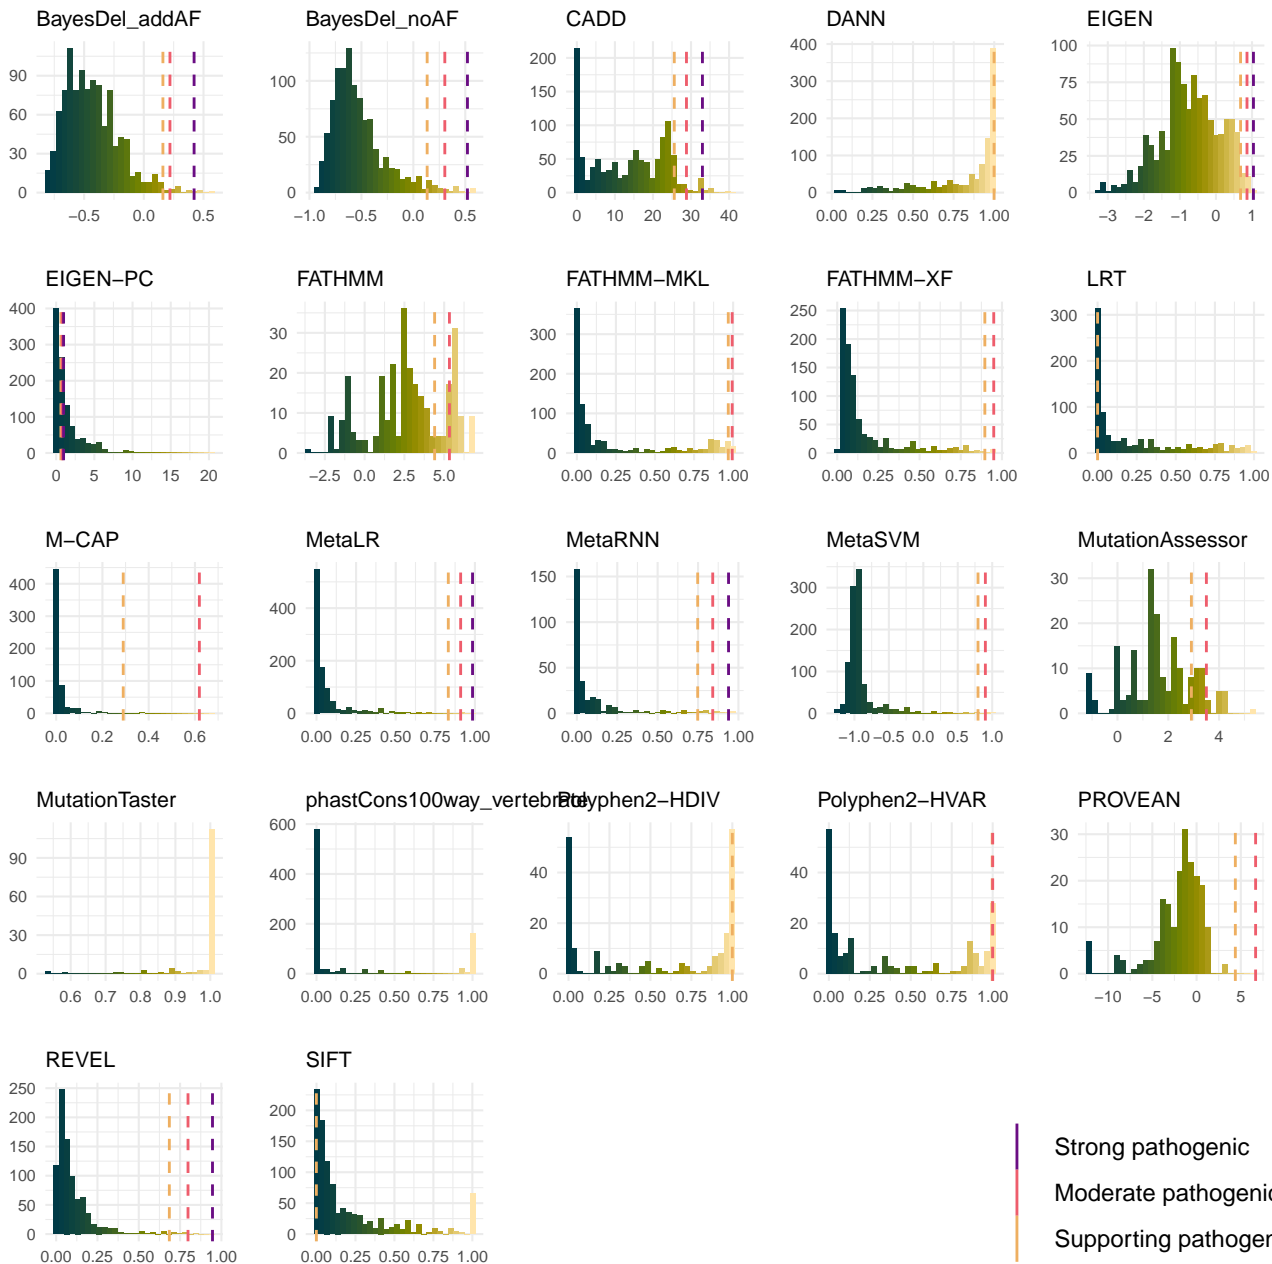 BayesDel_addAF BayesDel_noAF CADD DANN EIGEN
90 60 30 0 100 50 0 200 150 100 50 0 400 300 200 100 0 100 75 50 25 0
−0.5 0.0 0.5 −1.0 −0.5 0.0 0.5 0 10 20 30 40 0.00 0.25 0.50 0.75 1.00 −3 −2 −1 0 1
EIGEN−PC FATHMM FATHMM−MKL FATHMM−XF LRT
400 300 200 100 0 30 20 10 0 300 200 100 0 250 200 150 100 50 0 300 200 100 0
0 5 10 15 20 −2.5 0.0 2.5 5.0 0.00 0.25 0.50 0.75 1.00 0.00 0.25 0.50 0.75 1.00 0.00 0.25 0.50 0.75 1.00
M−CAP MetaLR MetaRNN MetaSVM MutationAssessor
400 300 200 100 0 400 200 0 150 100 50 0 300 200 100 0 30 20 10 0
0.0 0.2 0.4 0.6 0.00 0.25 0.50 0.75 1.00 0.00 0.25 0.50 0.75 1.00 −1.0 −0.5 0.0 0.5 1.0 0 2 4
MutationTaster phastCons100way_vertebrate Polyphen2−HDIV Polyphen2−HVAR PROVEAN
90 60 30 0 600 400 200 0 40 20 0 40 20 0 30 20 10 0
0.6 0.7 0.8 0.9 1.0 0.00 0.25 0.50 0.75 1.00 0.00 0.25 0.50 0.75 1.00 0.00 0.25 0.50 0.75 1.00 −10 −5 0 5
REVEL SIFT
250 200 150 100 50 0 200 150 100 50 0
0.00 0.25 0.50 0.75 1.00 0.00 0.25 0.50 0.75 1.00
Strong pathogenic
Moderate pathogenic
Supporting pathogen